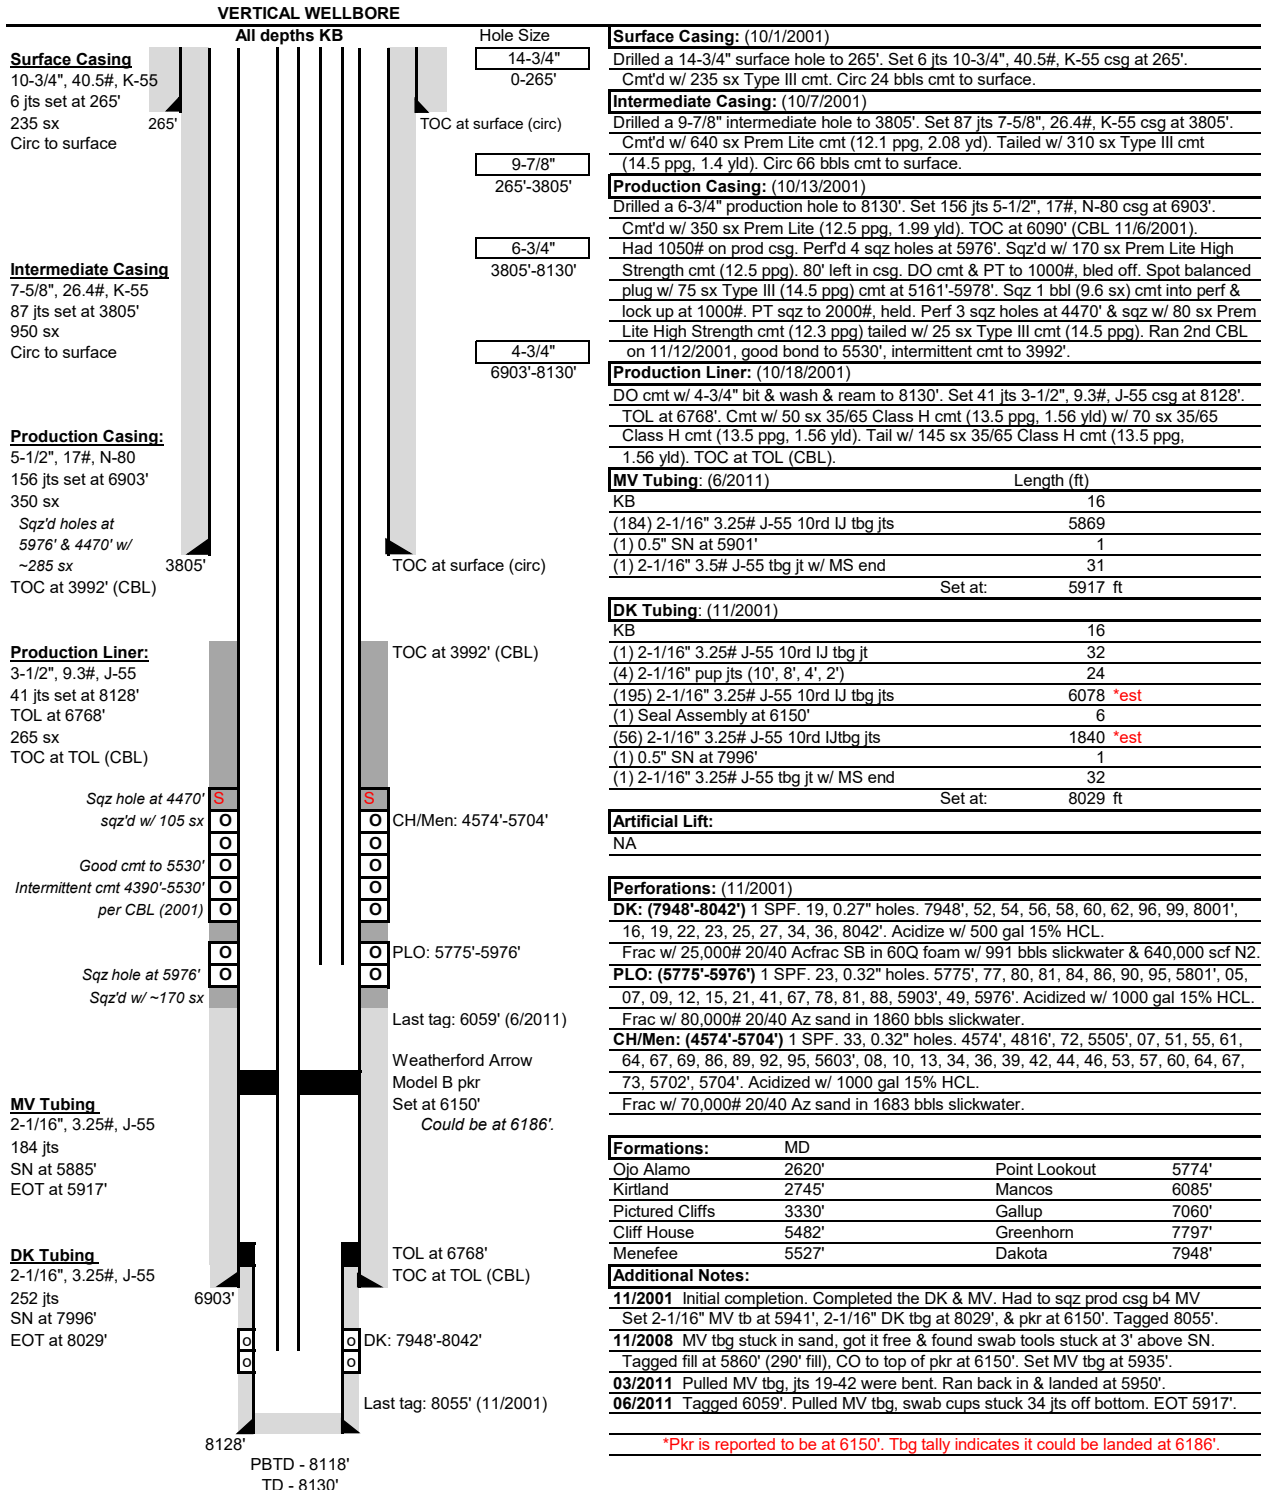 VERTICAL WELLBORE
All depths KB
Hole Size
Surface Casing
10-3/4", 40.5#, K-55
6 jts set at 265'
235 sx
265'
Circ to surface
14-3/4"
0-265'
TOC at surface (circ)
9-7/8"
265'-3805'
6-3/4"
3805'-8130'
Intermediate Casing
7-5/8", 26.4#, K-55
87 jts set at 3805'
950 sx
Circ to surface
4-3/4"
6903'-8130'
Production Casing:
5-1/2", 17#, N-80
156 jts set at 6903'
350 sx
Sqz'd holes at
5976' & 4470' w/
~285 sx
3805'
TOC at surface (circ)
TOC at 3992' (CBL)
Production Liner:
TOC at 3992' (CBL)
3-1/2", 9.3#, J-55
41 jts set at 8128'
TOL at 6768'
265 sx
TOC at TOL (CBL)
Sqz hole at 4470' S S
sqz'd w/ 105 sx O O CH/Men: 4574'-5704'
O O
Good cmt to 5530' O O
Intermittent cmt 4390'-5530' O O
per CBL (2001) O O
O O PLO: 5775'-5976'
Sqz hole at 5976' O O
Sqz'd w/ ~170 sx
Last tag: 6059' (6/2011)
Weatherford Arrow
Model B pkr
Set at 6150'
Could be at 6186'.
MV Tubing
2-1/16", 3.25#, J-55
184 jts
SN at 5885'
EOT at 5917'
DK Tubing
2-1/16", 3.25#, J-55
252 jts
SN at 7996'
EOT at 8029'
TOL at 6768'
TOC at TOL (CBL)
6903'
o o DK: 7948'-8042'
o o
Last tag: 8055' (11/2001)
8128'
PBTD - 8118'
TD - 8130'
Surface Casing: (10/1/2001)
Drilled a 14-3/4" surface hole to 265'. Set 6 jts 10-3/4", 40.5#, K-55 csg at 265'.
Cmt'd w/ 235 sx Type III cmt. Circ 24 bbls cmt to surface.
Intermediate Casing: (10/7/2001)
Drilled a 9-7/8" intermediate hole to 3805'. Set 87 jts 7-5/8", 26.4#, K-55 csg at 3805'.
Cmt'd w/ 640 sx Prem Lite cmt (12.1 ppg, 2.08 yd). Tailed w/ 310 sx Type III cmt
(14.5 ppg, 1.4 yld). Circ 66 bbls cmt to surface.
Production Casing: (10/13/2001)
Drilled a 6-3/4" production hole to 8130'. Set 156 jts 5-1/2", 17#, N-80 csg at 6903'.
Cmt'd w/ 350 sx Prem Lite (12.5 ppg, 1.99 yld). TOC at 6090' (CBL 11/6/2001).
Had 1050# on prod csg. Perf'd 4 sqz holes at 5976'. Sqz'd w/ 170 sx Prem Lite High
Strength cmt (12.5 ppg). 80' left in csg. DO cmt & PT to 1000#, bled off. Spot balanced
plug w/ 75 sx Type III (14.5 ppg) cmt at 5161'-5978'. Sqz 1 bbl (9.6 sx) cmt into perf &
lock up at 1000#. PT sqz to 2000#, held. Perf 3 sqz holes at 4470' & sqz w/ 80 sx Prem
Lite High Strength cmt (12.3 ppg) tailed w/ 25 sx Type III cmt (14.5 ppg). Ran 2nd CBL
on 11/12/2001, good bond to 5530', intermittent cmt to 3992'.
Production Liner: (10/18/2001)
DO cmt w/ 4-3/4" bit & wash & ream to 8130'. Set 41 jts 3-1/2", 9.3#, J-55 csg at 8128'.
TOL at 6768'. Cmt w/ 50 sx 35/65 Class H cmt (13.5 ppg, 1.56 yld) w/ 70 sx 35/65
Class H cmt (13.5 ppg, 1.56 yld). Tail w/ 145 sx 35/65 Class H cmt (13.5 ppg,
1.56 yld). TOC at TOL (CBL).
MV Tubing: (6/2011) Length (ft)
KB 16
(184) 2-1/16" 3.25# J-55 10rd IJ tbg jts 5869
(1) 0.5" SN at 5901' 1
(1) 2-1/16" 3.5# J-55 tbg jt w/ MS end 31
Set at: 5917 ft
DK Tubing: (11/2001)
KB 16
(1) 2-1/16" 3.25# J-55 10rd IJ tbg jt 32
(4) 2-1/16" pup jts (10', 8', 4', 2') 24
(195) 2-1/16" 3.25# J-55 10rd IJ tbg jts 6078 *est
(1) Seal Assembly at 6150' 6
(56) 2-1/16" 3.25# J-55 10rd IJtbg jts 1840 *est
(1) 0.5" SN at 7996' 1
(1) 2-1/16" 3.25# J-55 tbg jt w/ MS end 32
Set at: 8029 ft
Artificial Lift:
NA
Perforations: (11/2001)
DK: (7948'-8042') 1 SPF. 19, 0.27" holes. 7948', 52, 54, 56, 58, 60, 62, 96, 99, 8001',
16, 19, 22, 23, 25, 27, 34, 36, 8042'. Acidize w/ 500 gal 15% HCL.
Frac w/ 25,000# 20/40 Acfrac SB in 60Q foam w/ 991 bbls slickwater & 640,000 scf N2.
PLO: (5775'-5976') 1 SPF. 23, 0.32" holes. 5775', 77, 80, 81, 84, 86, 90, 95, 5801', 05,
07, 09, 12, 15, 21, 41, 67, 78, 81, 88, 5903', 49, 5976'. Acidized w/ 1000 gal 15% HCL.
Frac w/ 80,000# 20/40 Az sand in 1860 bbls slickwater.
CH/Men: (4574'-5704') 1 SPF. 33, 0.32" holes. 4574', 4816', 72, 5505', 07, 51, 55, 61,
64, 67, 69, 86, 89, 92, 95, 5603', 08, 10, 13, 34, 36, 39, 42, 44, 46, 53, 57, 60, 64, 67,
73, 5702', 5704'. Acidized w/ 1000 gal 15% HCL.
Frac w/ 70,000# 20/40 Az sand in 1683 bbls slickwater.
Formations: MD
Ojo Alamo 2620' Point Lookout 5774'
Kirtland 2745' Mancos 6085'
Pictured Cliffs 3330' Gallup 7060'
Cliff House 5482' Greenhorn 7797'
Menefee 5527' Dakota 7948'
Additional Notes:
11/2001 Initial completion. Completed the DK & MV. Had to sqz prod csg b4 MV
Set 2-1/16" MV tb at 5941', 2-1/16" DK tbg at 8029', & pkr at 6150'. Tagged 8055'.
11/2008 MV tbg stuck in sand, got it free & found swab tools stuck at 3' above SN.
Tagged fill at 5860' (290' fill), CO to top of pkr at 6150'. Set MV tbg at 5935'.
03/2011 Pulled MV tbg, jts 19-42 were bent. Ran back in & landed at 5950'.
06/2011 Tagged 6059'. Pulled MV tbg, swab cups stuck 34 jts off bottom. EOT 5917'.
*Pkr is reported to be at 6150'. Tbg tally indicates it could be landed at 6186'.